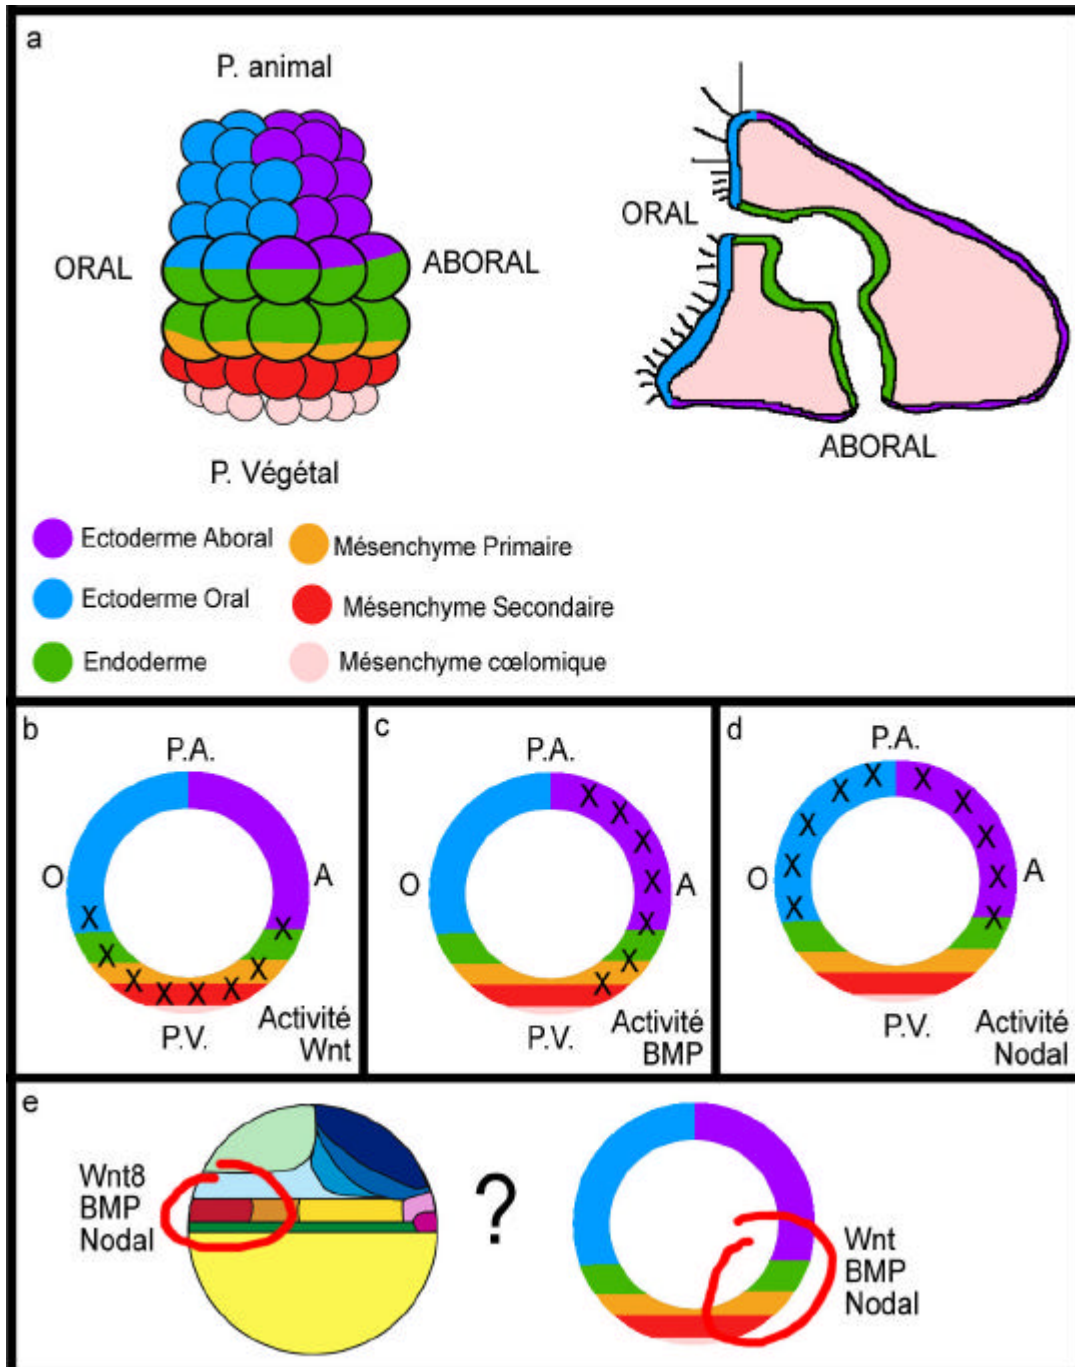 a
P. animal
ORAL
ABORAL
P. Végétal
ORAL
ABORAL
Ectoderme Aboral
Mésenchyme Primaire
Ectoderme Oral
Mésenchyme Secondaire
Endoderme
Mésenchyme cœlomique
b
P.A.
O
A
X X X X X X X X X
P.V.
Activité
Wnt
c
P.A.
O
A
X X X X X X X
P.V.
Activité
BMP
d
P.A.
O
A
X X X X X X X X X X
P.V.
Activité
Nodal
e
Wnt8
BMP
Nodal
?
Wnt
BMP
Nodal